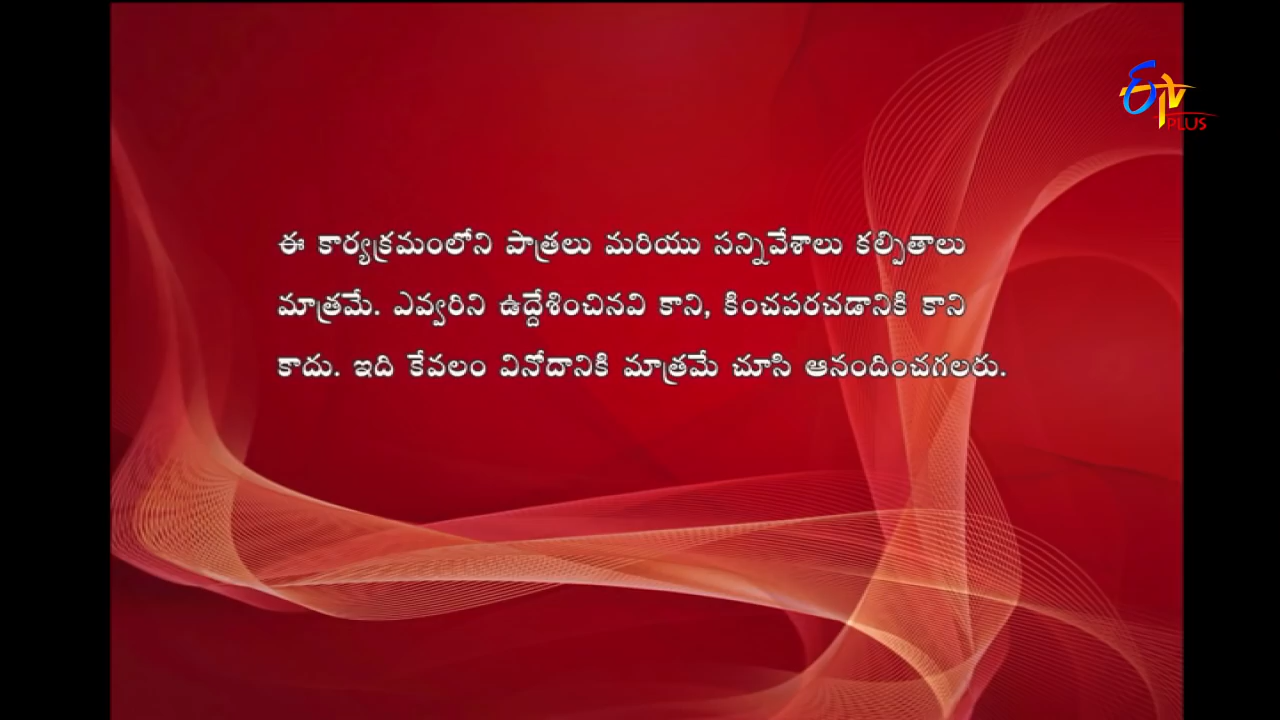 ETV
PLUS
ఈ కార్యక్రమంలోని పాత్రలు మరియు సన్నివేశాలు కల్పితాలు
మాత్రమే. ఎవ్వరిని ఉద్దేశించినవి కాని, కించపరచడానికి కాని
కాదు. ఇది కేవలం వినోదానికి మాత్రమే చూసి ఆనందించగలరు.